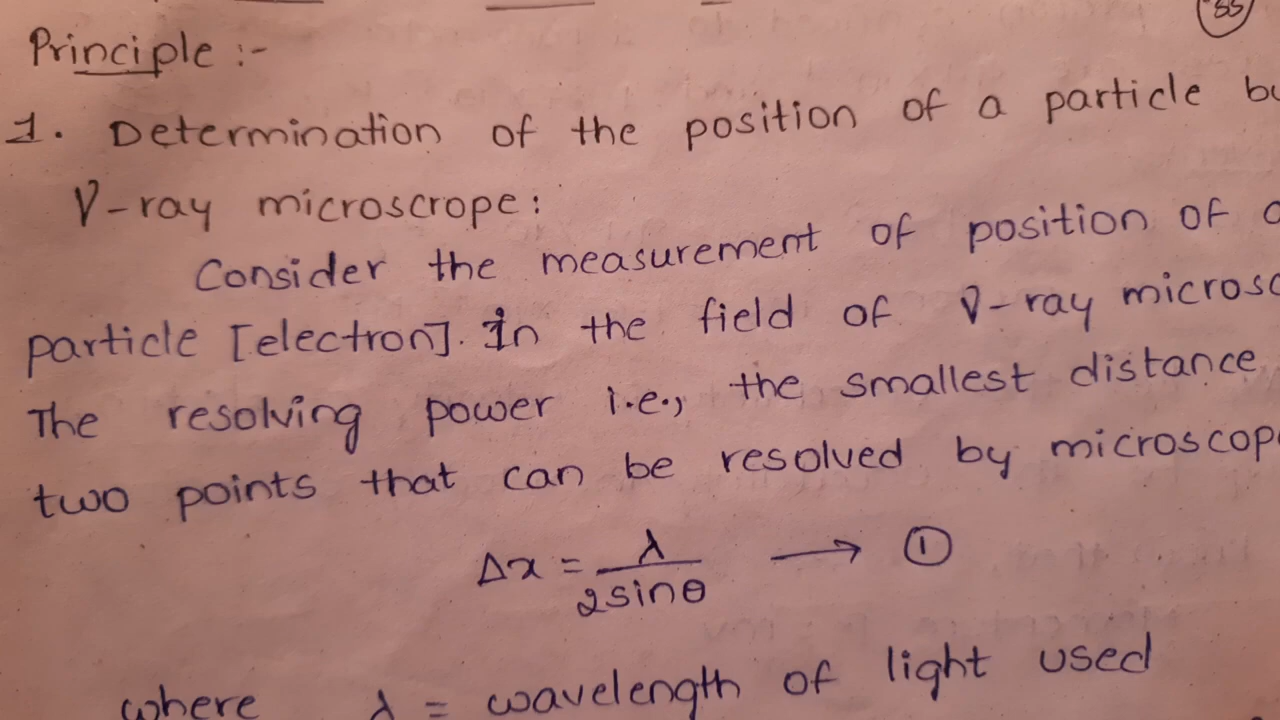 55
Principle :-
1. Determination of the position of a particle
γ-ray microscrope:
Consider the measurement of position of
particle [electron]. In the field of γ-ray
The resolving power i.e., the smallest distance
two points that can be resolved by
Δx = λ/2sinθ → ①
where λ = wavelength of light used